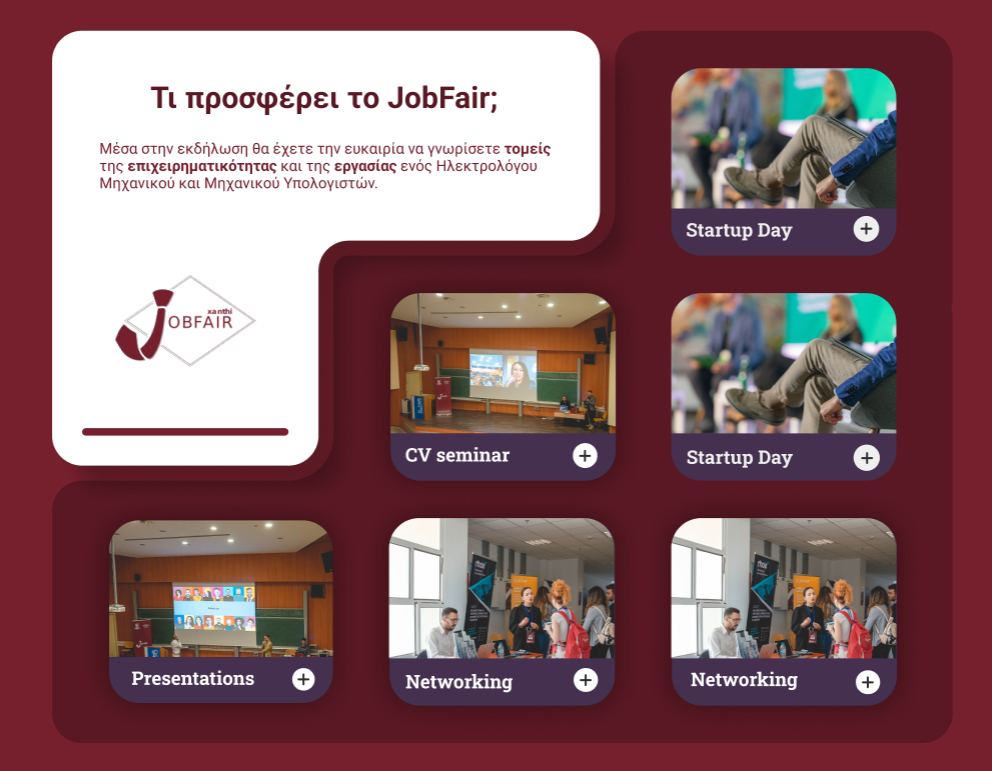 Τι προσφέρει το JobFair;
Μέσα στην εκδήλωση θα έχετε την ευκαιρία να γνωρίσετε τομείς
της επιχειρηματικότητας και της εργασίας ενός Ηλεκτρολόγου
Μηχανικού και Μηχανικού Υπολογιστών.
xanthi
JOBFAIR
Startup Day
CV seminar
Startup Day
Presentations
Networking
Networking